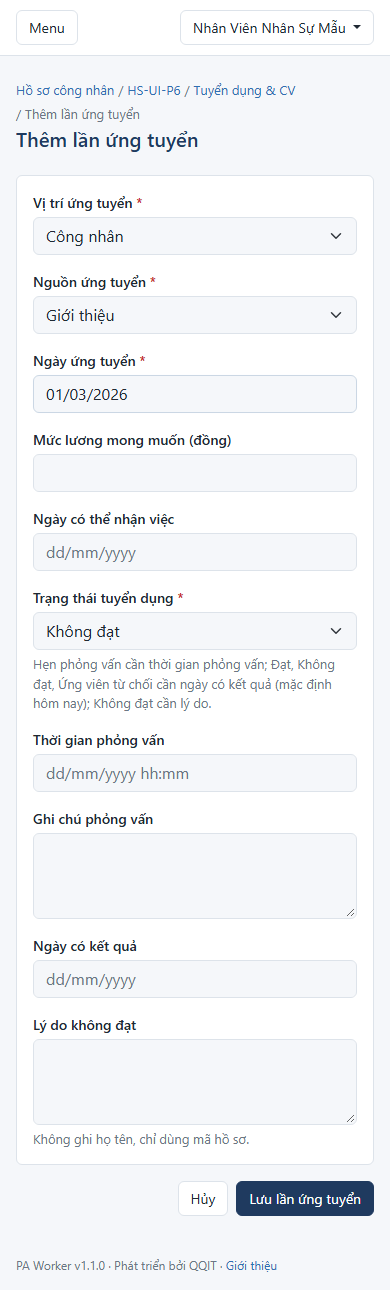 Menu
Nhân Viên Nhân Sự Mẫu
Hồ sơ công nhân / HS-UI-P6 / Tuyển dụng & CV
/ Thêm lần ứng tuyển
Thêm lần ứng tuyển
Vị trí ứng tuyển *
Công nhân
Nguồn ứng tuyển *
Giới thiệu
Ngày ứng tuyển *
01/03/2026
Mức lương mong muốn (đồng)
Ngày có thể nhận việc
dd/mm/yyyy
Trạng thái tuyển dụng *
Không đạt
Hẹn phỏng vấn cần thời gian phỏng vấn; Đạt, Không
đạt, Ứng viên từ chối cần ngày có kết quả (mặc định
hôm nay); Không đạt cần lý do.
Thời gian phỏng vấn
dd/mm/yyyy hh:mm
Ghi chú phỏng vấn
Ngày có kết quả
dd/mm/yyyy
Lý do không đạt
Không ghi họ tên, chỉ dùng mã hồ sơ.
Hủy
Lưu lần ứng tuyển
PA Worker v1.1.0 · Phát triển bởi QQIT · Giới thiệu